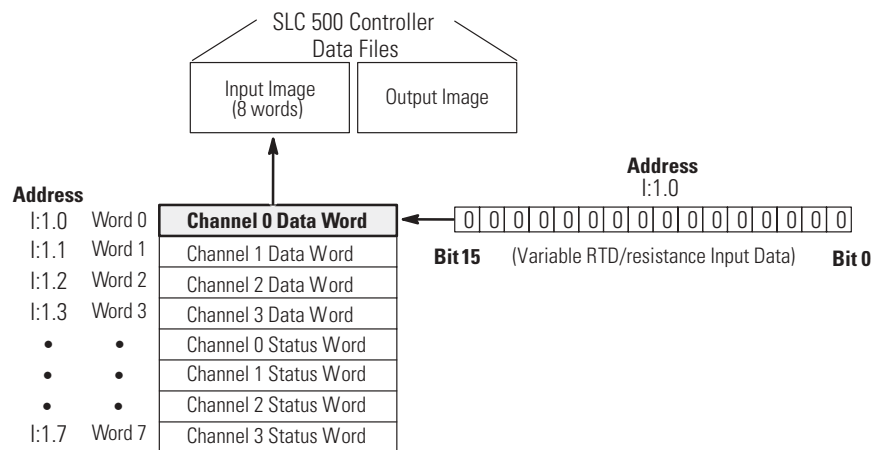 SLC 500 Controller
Data Files
Input Image
(8 words)
Output Image
Address
I:1.0
0 0 0 0 0 0 0 0 0 0 0 0 0 0 0 0
Bit 15 (Variable RTD/resistance Input Data) Bit 0
Address
I:1.0 Word 0 Channel 0 Data Word
I:1.1 Word 1 Channel 1 Data Word
I:1.2 Word 2 Channel 2 Data Word
I:1.3 Word 3 Channel 3 Data Word
• • Channel 0 Status Word
• • Channel 1 Status Word
• • Channel 2 Status Word
I:1.7 Word 7 Channel 3 Status Word